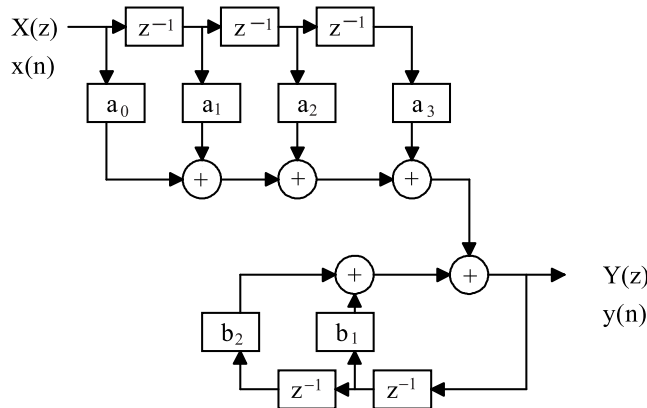 X(z) z⁻¹ z⁻¹ z⁻¹
x(n)
a₀ a₁ a₂ a₃
+ + +
+ + Y(z)
y(n)
b₂ b₁
z⁻¹ z⁻¹